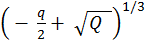 (− q/2 + √Q)^1/3